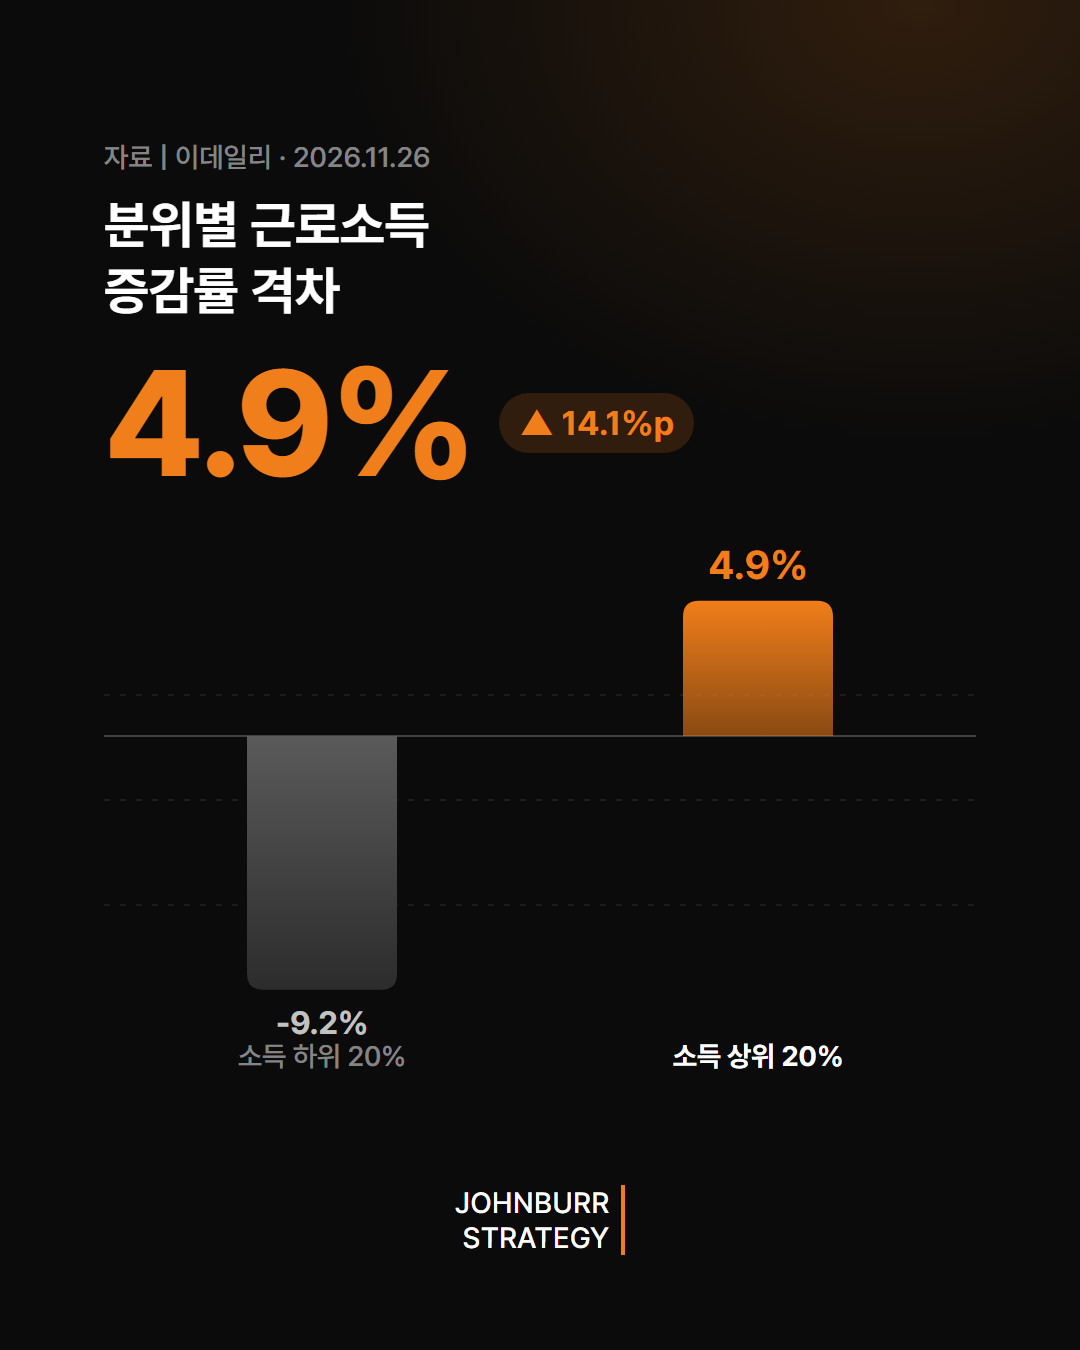 자료 | 이데일리 · 2026.11.26
분위별 근로소득
증감률 격차
4.9%
▲ 14.1%p
4.9%
-9.2%
소득 하위 20%
소득 상위 20%
JOHNBURR
STRATEGY